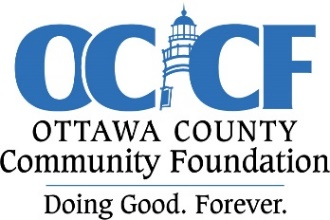 OCCF
OTTAWA COUNTY
Community Foundation
Doing Good. Forever.